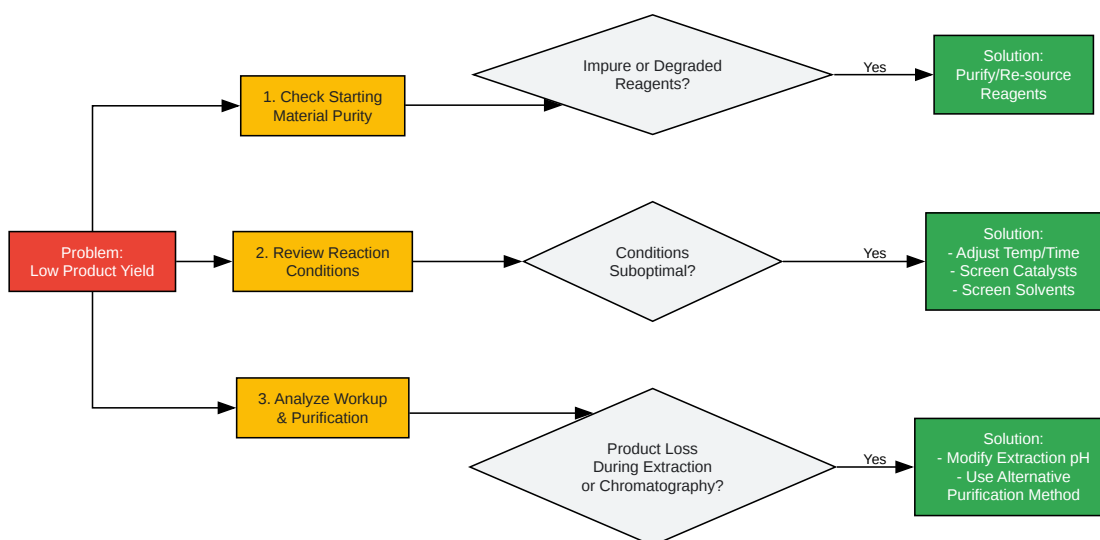 Impure or Degraded
Reagents?
Yes
Solution:
Purify/Re-source
Reagents
1. Check Starting
Material Purity
Problem:
Low Product Yield
2. Review Reaction
Conditions
Conditions
Suboptimal?
Yes
Solution:
- Adjust Temp/Time
- Screen Catalysts
- Screen Solvents
3. Analyze Workup
& Purification
Product Loss
During Extraction
or Chromatography?
Yes
Solution:
- Modify Extraction pH
- Use Alternative
Purification Method